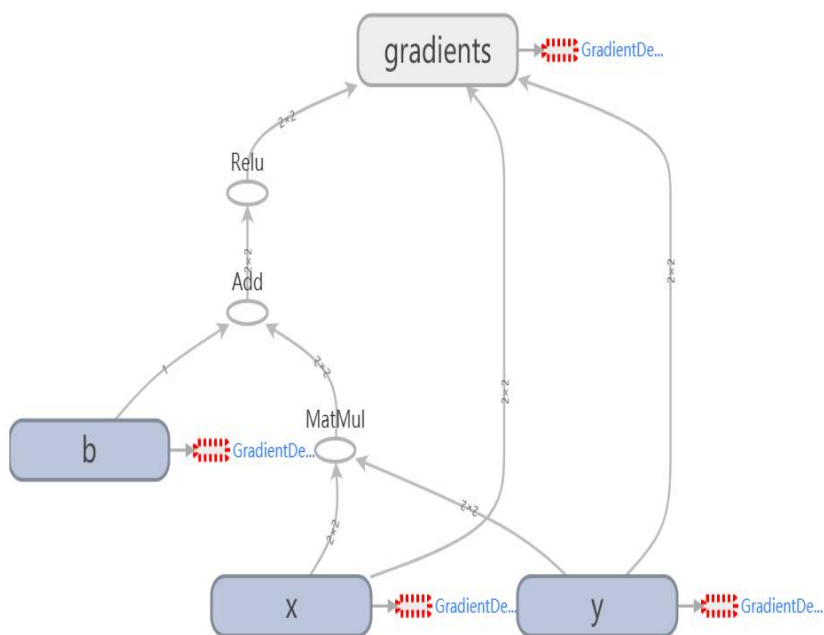 gradients
GradientDe...
2×2
Relu
2×2
Add
2×2
1
2×2
2×2
MatMul
b
GradientDe...
2×2
2×2
x
GradientDe...
y
GradientDe...